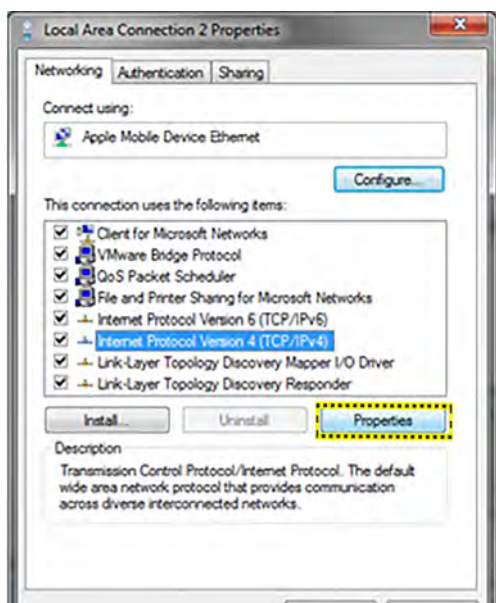 Local Area Connection 2 Properties
Networking Authentication Sharing
Connect using:
Apple Mobile Device Ethernet
Configure...
This connection uses the following items:
Client for Microsoft Networks
VMware Bridge Protocol
QoS Packet Scheduler
File and Printer Sharing for Microsoft Networks
Internet Protocol Version 6 (TCP/IPv6)
Internet Protocol Version 4 (TCP/IPv4)
Link-Layer Topology Discovery Mapper I/O Driver
Link-Layer Topology Discovery Responder
Install... Uninstall Properties
Description
Transmission Control Protocol/Internet Protocol. The default
wide area network protocol that provides communication
across diverse interconnected networks.